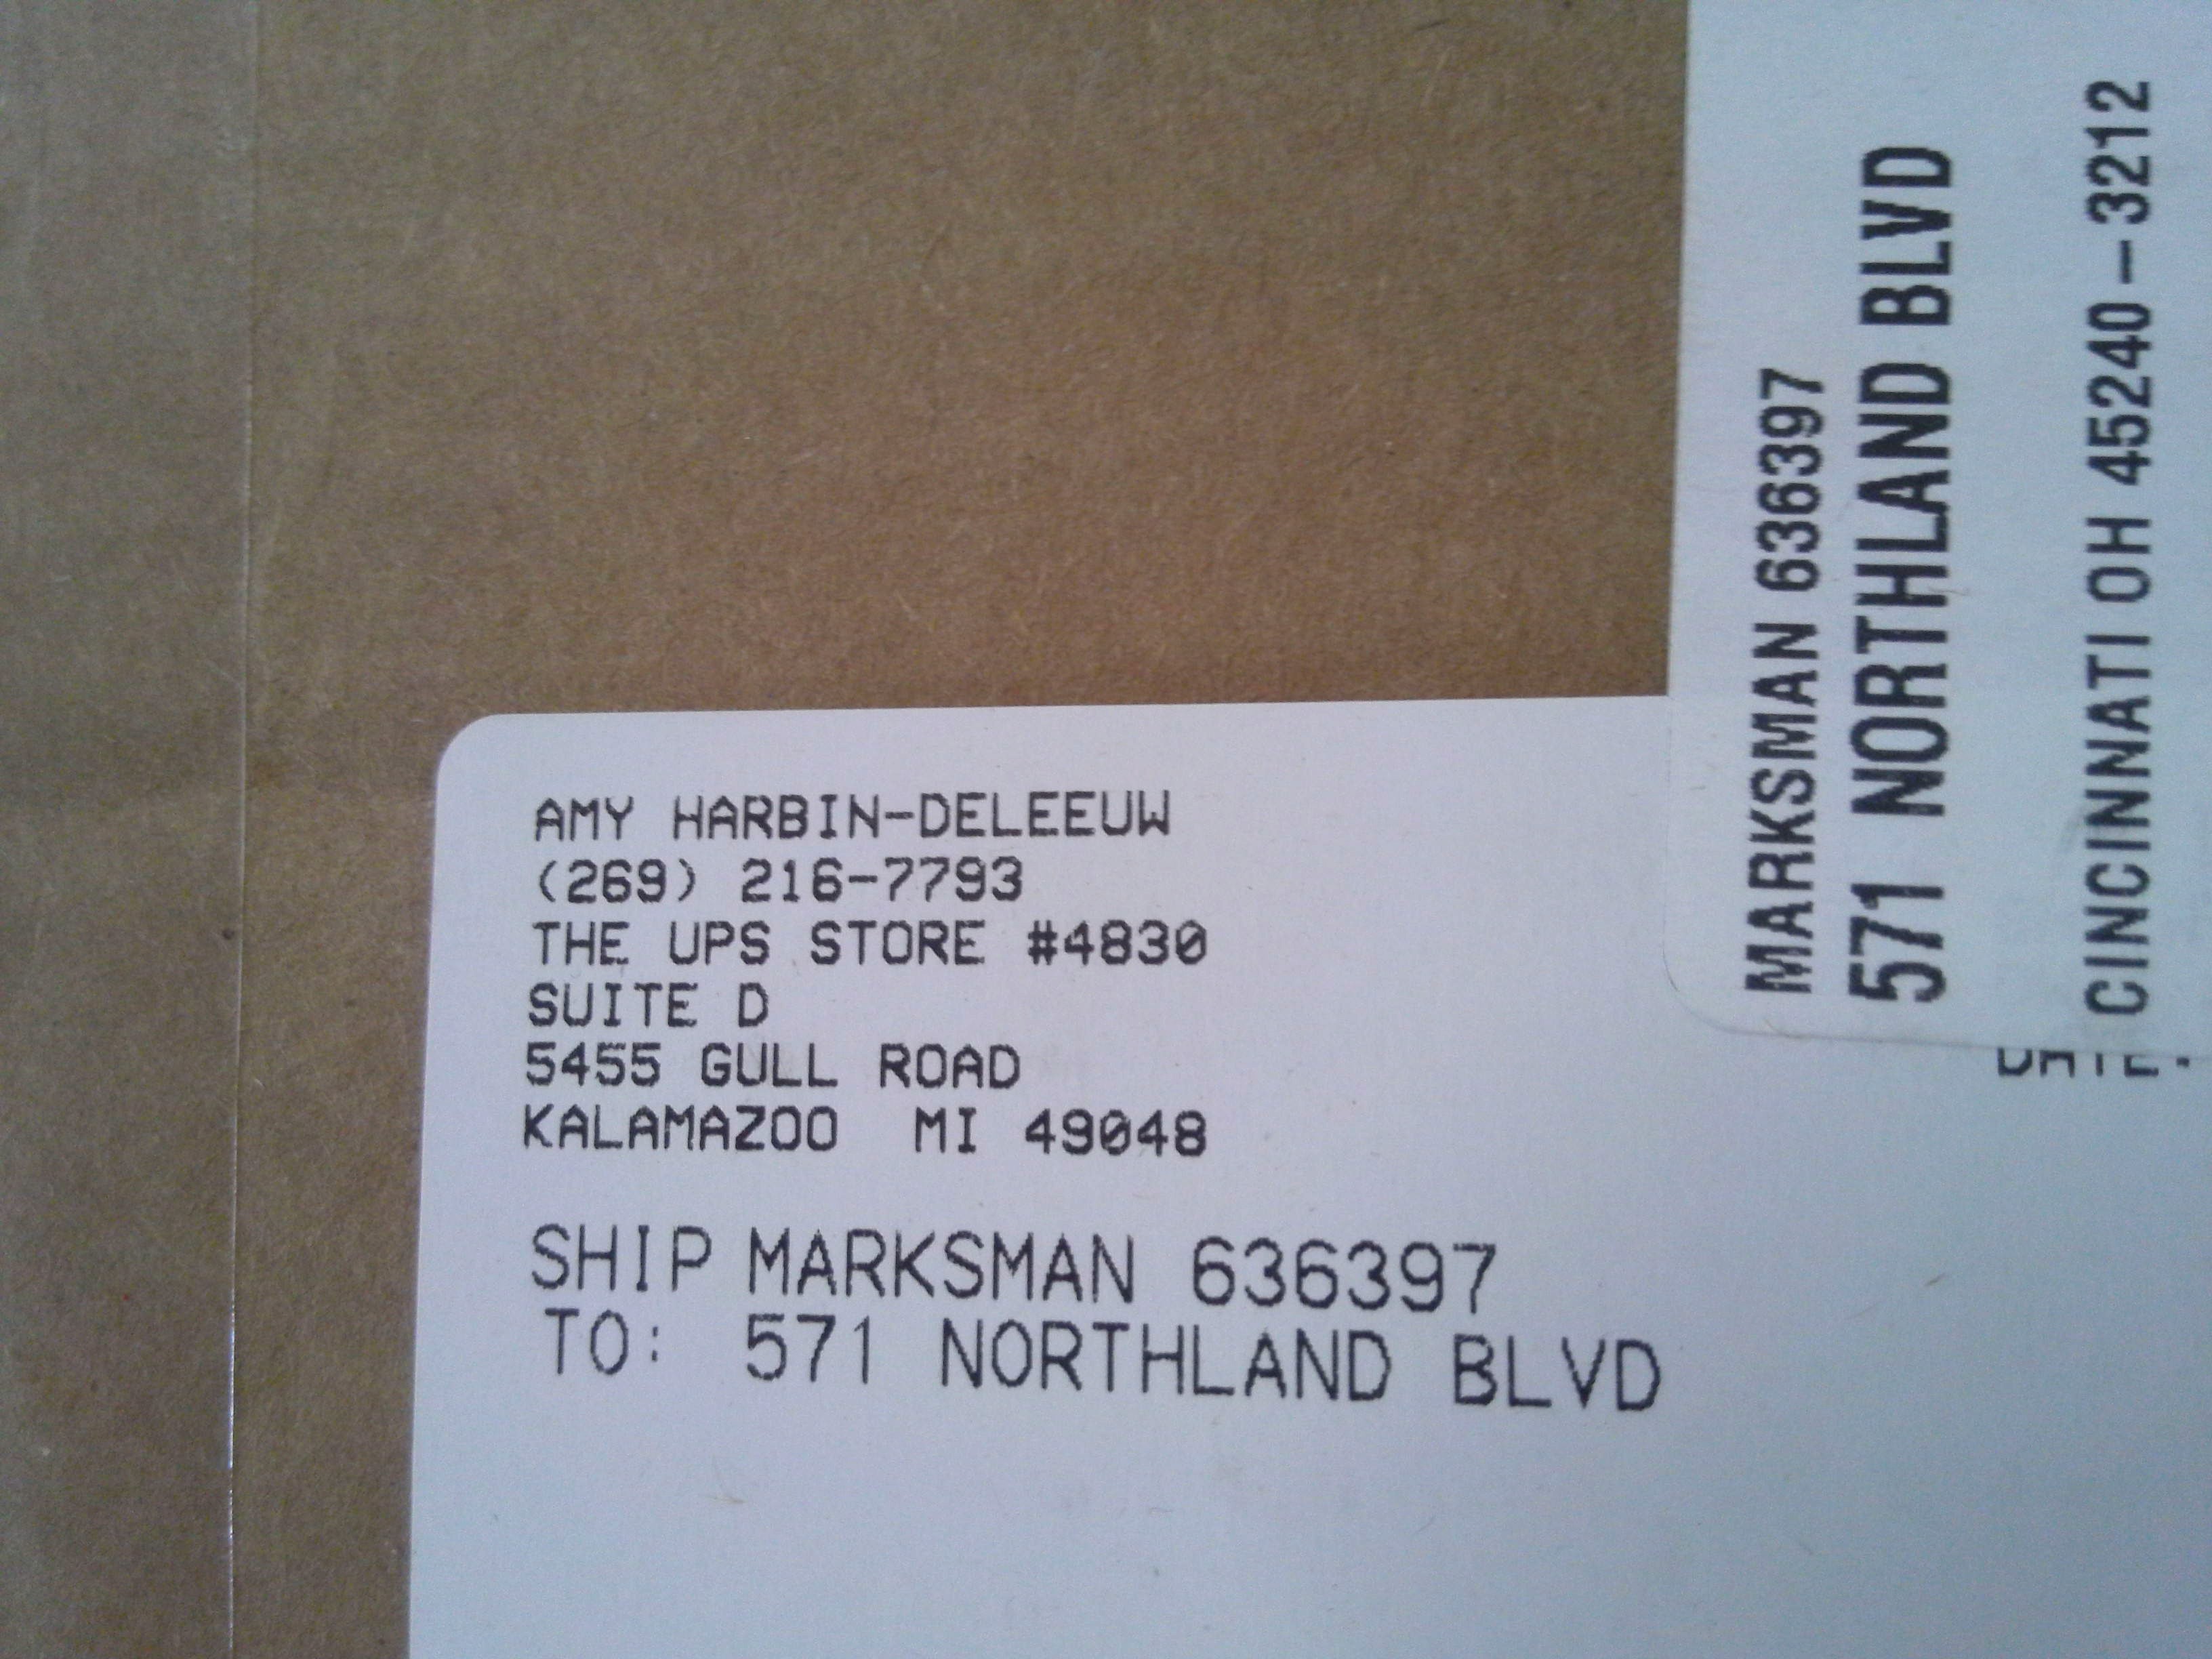 AMY HARBIN-DELEEUW
(269) 216-7793
THE UPS STORE #4830
SUITE D
5455 GULL ROAD
KALAMAZOO MI 49048
SHIP MARKSMAN 636397
TO: 571 NORTHLAND BLVD
MARKSMAN 636397
571 NORTHLAND BLVD
CINCINNATI OH 45240-3212